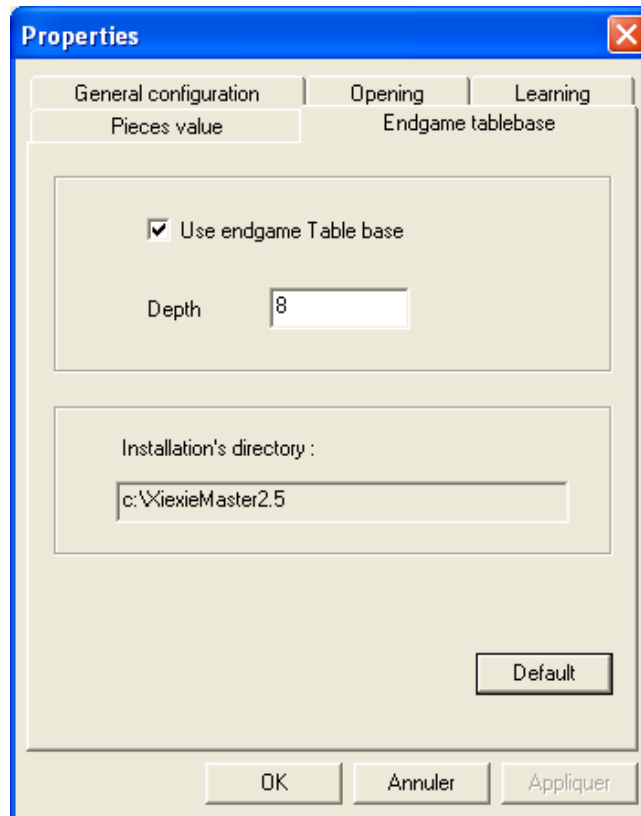 Properties
General configuration Opening Learning
Pieces value Endgame tablebase
Use endgame Table base
Depth 8
Installation's directory :
c:\XiexieMaster2.5
Default
OK Annuler Appliquer